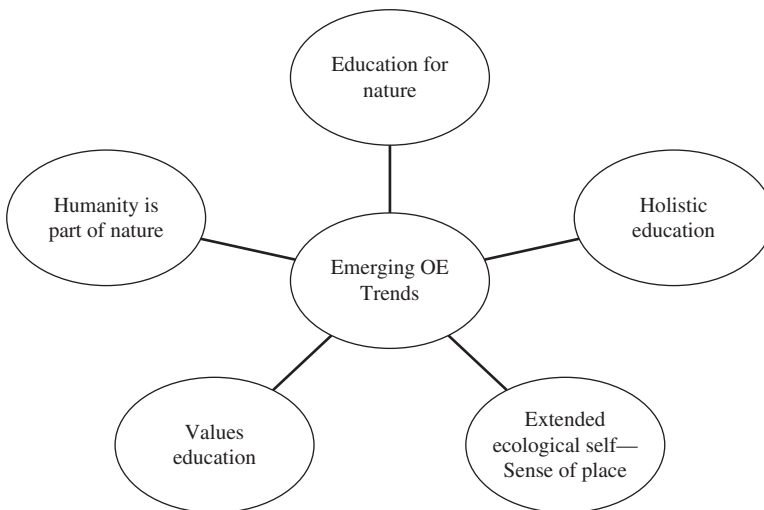 Education for
nature
Humanity is
part of nature
Holistic
education
Emerging OE
Trends
Values
education
Extended
ecological self—
Sense of place